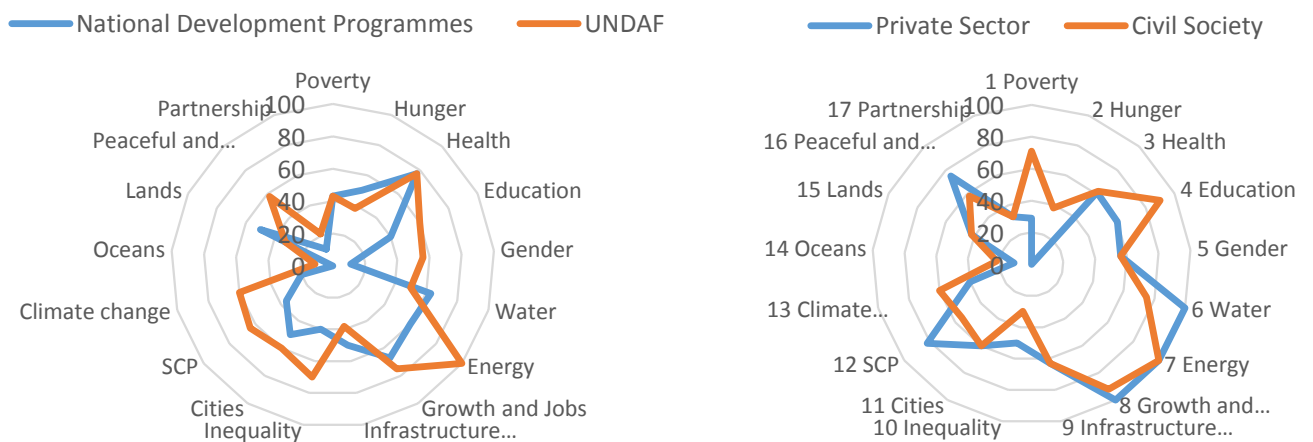 National Development Programmes
UNDAF
Poverty
Hunger
Health
Education
Gender
Water
Energy
Growth and Jobs
Infrastructure...
Inequality
Cities
SCP
Climate change
Oceans
Lands
Peaceful and...
Partnership
100
80
60
40
20
0
Private Sector
Civil Society
1 Poverty
2 Hunger
3 Health
4 Education
5 Gender
6 Water
7 Energy
8 Growth and...
9 Infrastructure...
10 Inequality
11 Cities
12 SCP
13 Climate...
14 Oceans
15 Lands
16 Peaceful and...
17 Partnership
100
80
60
40
20
0